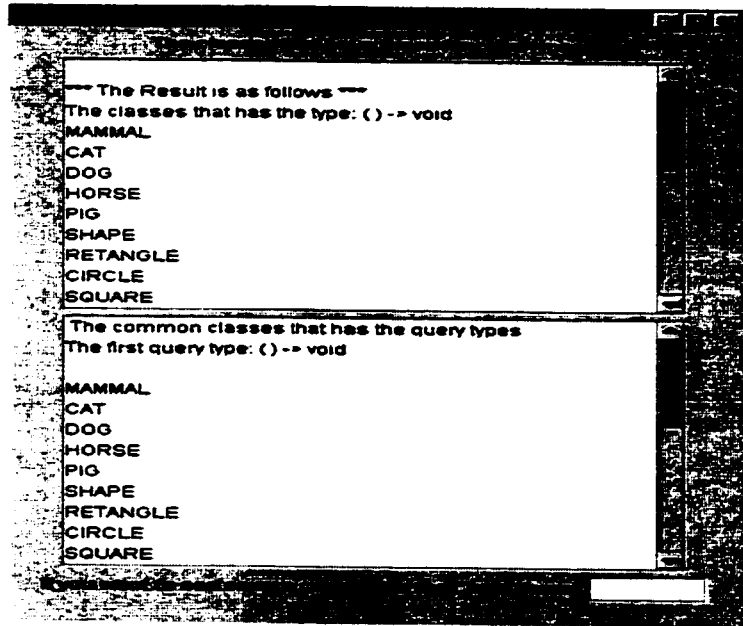 *** The Result is as follows ***
The classes that has the type: ( ) -> void
MAMMAL
CAT
DOG
HORSE
PIG
SHAPE
RETANGLE
CIRCLE
SQUARE
The common classes that has the query types
The first query type: ( ) -> void
MAMMAL
CAT
DOG
HORSE
PIG
SHAPE
RETANGLE
CIRCLE
SQUARE